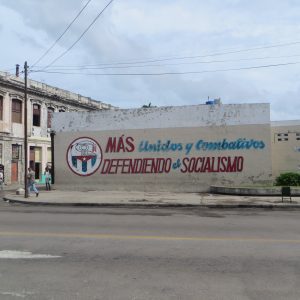 MÁS Unidos y Combativos
DEFENDIENDO el SOCIALISMO